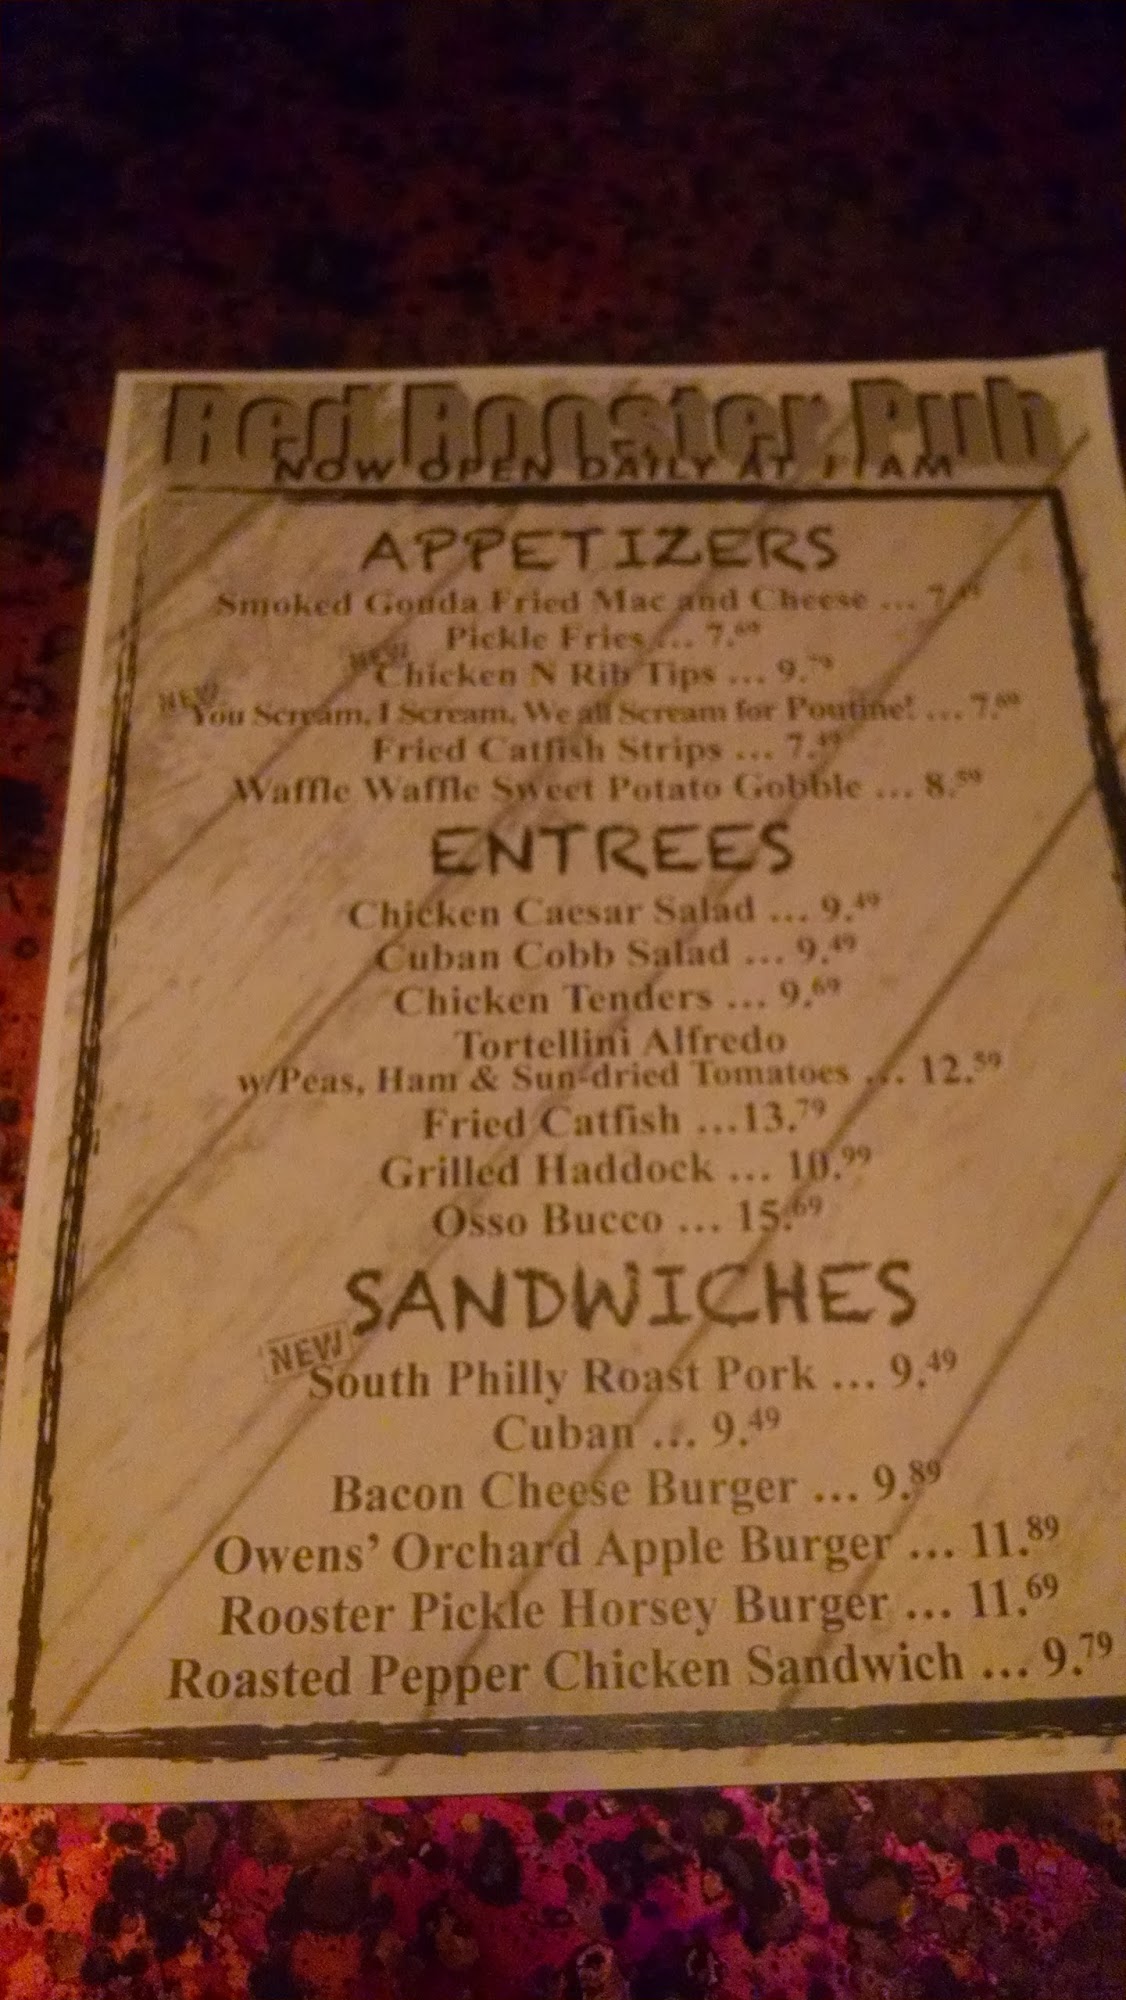 Red Rooster Pub
NOW OPEN DAILY AT 11AM
APPETIZERS
Smoked Gouda Fried Mac and Cheese ... 7.49
Pickle Fries ... 7.69
NEW
Chicken N Rib Tips ... 9.79
NEW
You Scream, I Scream, We all Scream for Poutine! ... 7.69
Fried Catfish Strips ... 7.49
Waffle Waffle Sweet Potato Gobble ... 8.59
ENTREES
Chicken Caesar Salad ... 9.49
Cuban Cobb Salad ... 9.49
Chicken Tenders ... 9.69
Tortellini Alfredo
w/Peas, Ham & Sun-dried Tomatoes ... 12.59
Fried Catfish ...13.79
Grilled Haddock ... 10.99
Osso Bucco ... 15.69
SANDWICHES
NEW
South Philly Roast Pork ... 9.49
Cuban ... 9.49
Bacon Cheese Burger ... 9.89
Owens' Orchard Apple Burger ... 11.89
Rooster Pickle Horsey Burger ... 11.69
Roasted Pepper Chicken Sandwich ... 9.79